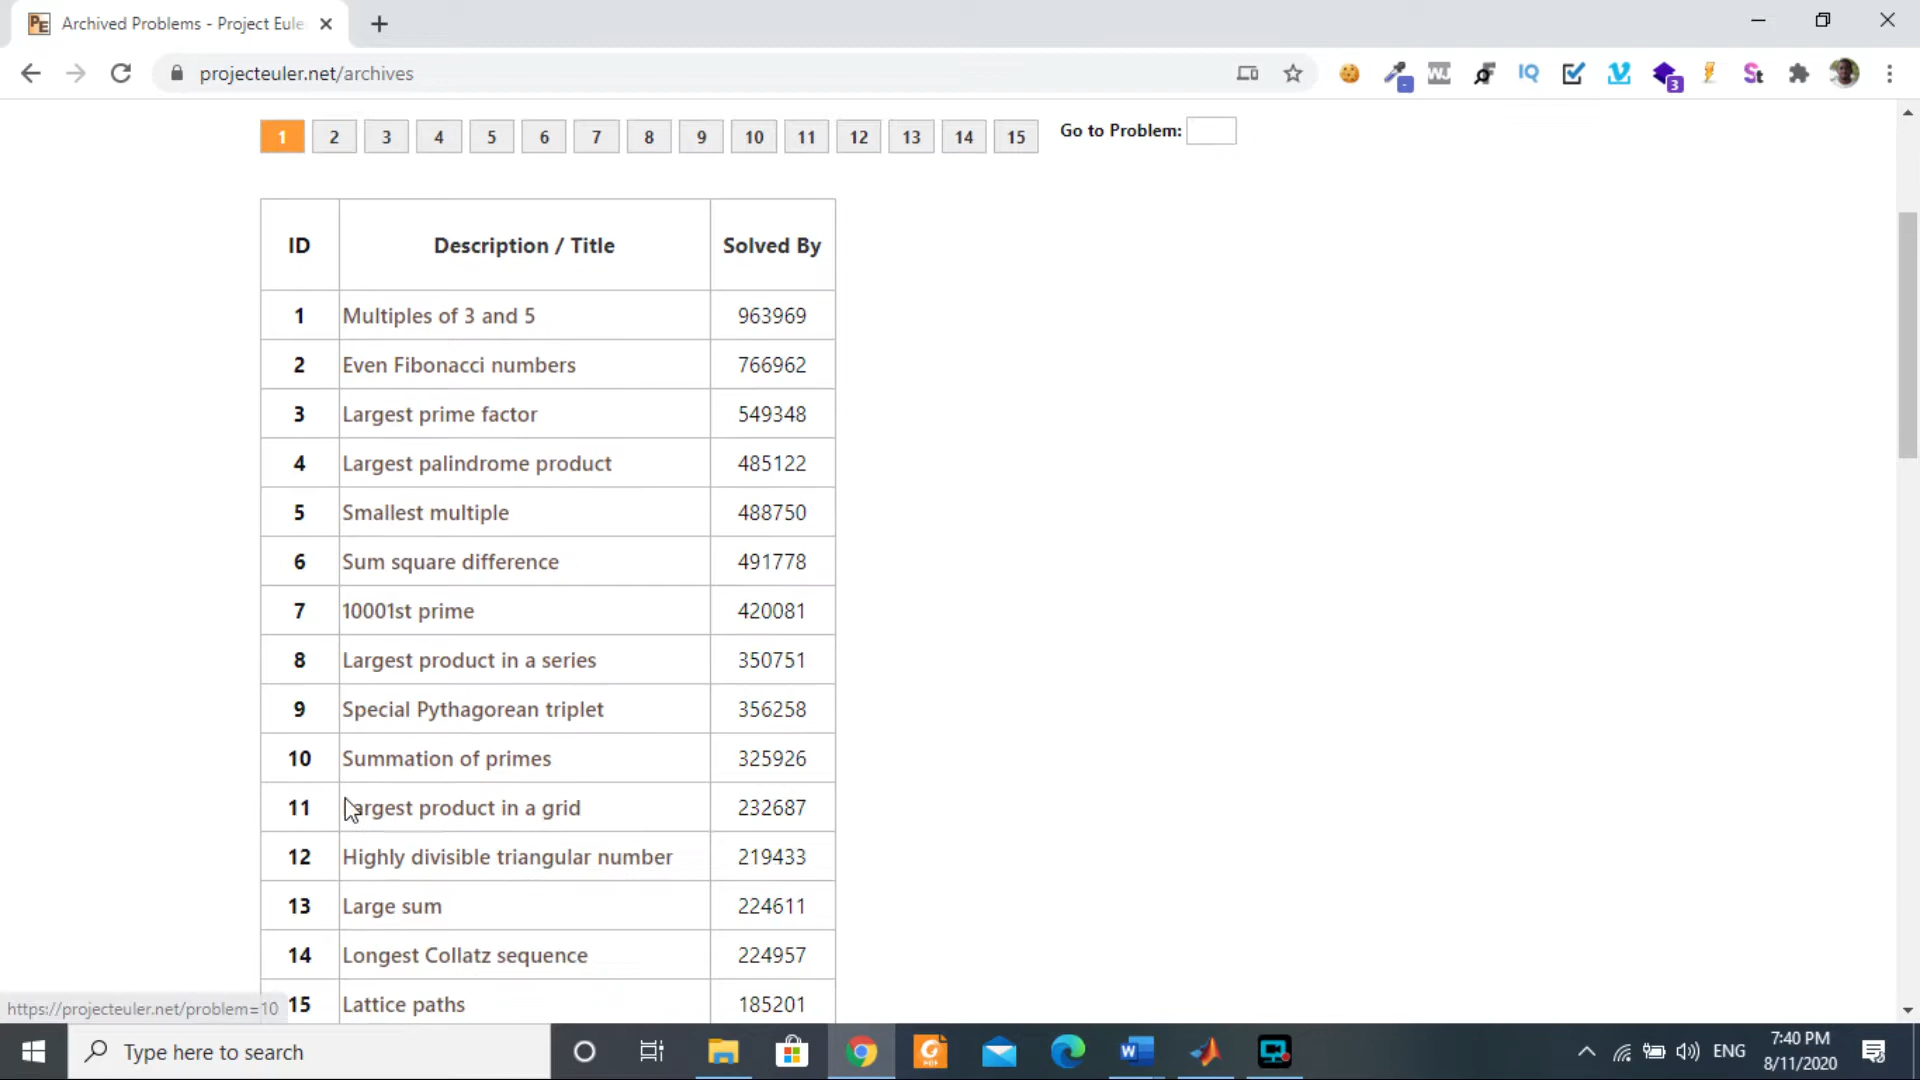 Archived Problems - Project Eule
projecteuler.net/archives
1 2 3 4 5 6 7 8 9 10 11 12 13 14 15 Go to Problem:
ID Description / Title Solved By
1 Multiples of 3 and 5 963969
2 Even Fibonacci numbers 766962
3 Largest prime factor 549348
4 Largest palindrome product 485122
5 Smallest multiple 488750
6 Sum square difference 491778
7 10001st prime 420081
8 Largest product in a series 350751
9 Special Pythagorean triplet 356258
10 Summation of primes 325926
11 Largest product in a grid 232687
12 Highly divisible triangular number 219433
13 Large sum 224611
14 Longest Collatz sequence 224957
15 Lattice paths 185201
https://projecteuler.net/problem=10
Type here to search
ENG
7:40 PM
8/11/2020